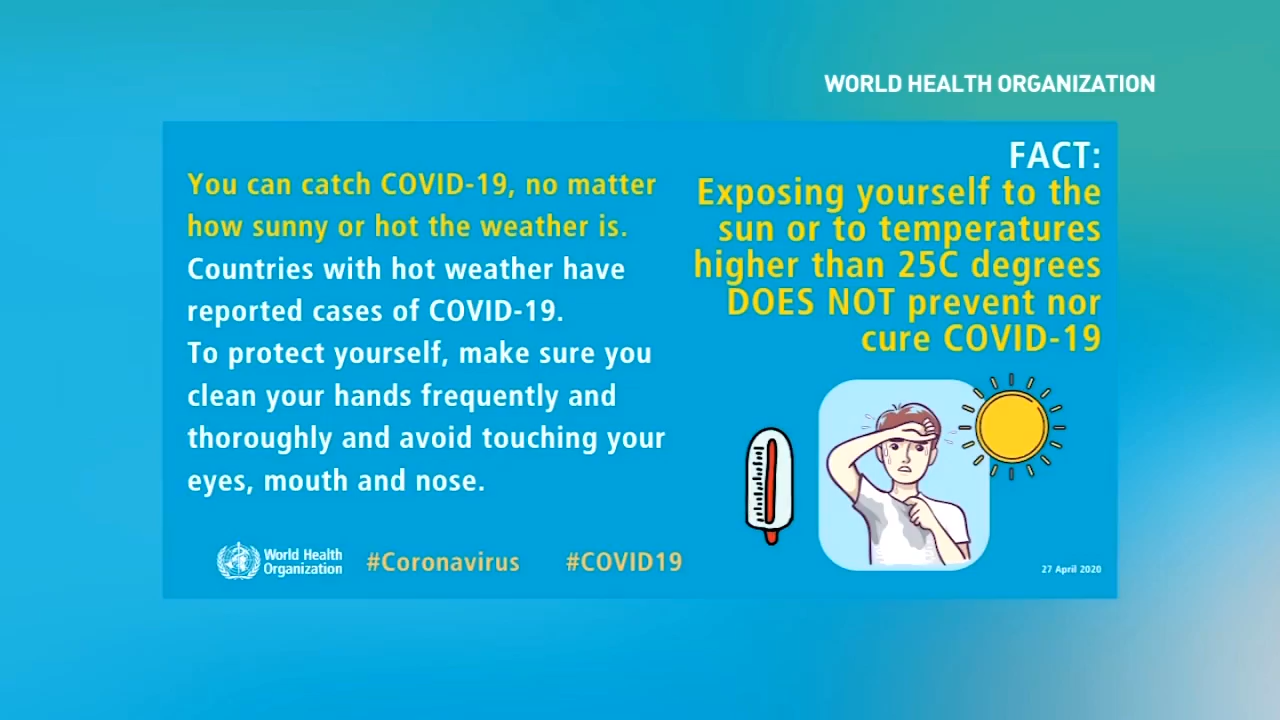 WORLD HEALTH ORGANIZATION
You can catch COVID-19, no matter
how sunny or hot the weather is.
Countries with hot weather have
reported cases of COVID-19.
To protect yourself, make sure you
clean your hands frequently and
thoroughly and avoid touching your
eyes, mouth and nose.
FACT:
Exposing yourself to the
sun or to temperatures
higher than 25C degrees
DOES NOT prevent nor
cure COVID-19
World Health
Organization
#Coronavirus #COVID19
27 April 2020